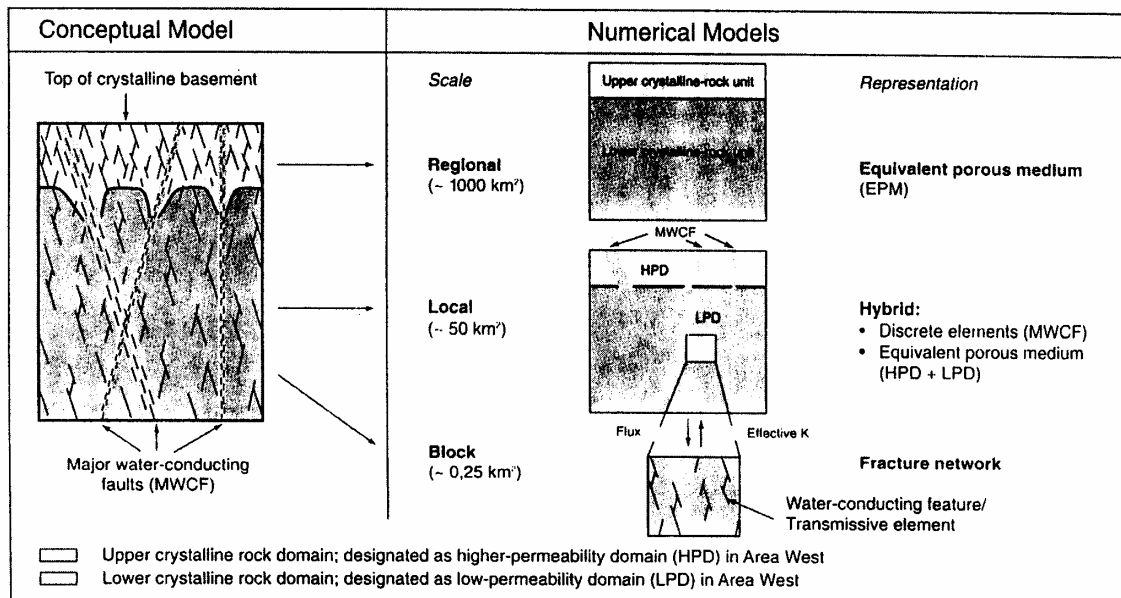 Conceptual Model
Numerical Models
Top of crystalline basement
Major water-conducting
faults (MWCF)
Scale
Regional
(~ 1000 km²)
Local
(~ 50 km²)
Block
(~ 0,25 km²)
Upper crystalline-rock unit
Lower crystalline-rock unit
MWCF
HPD
LPD
Flux
Effective K
Representation
Equivalent porous medium
(EPM)
Hybrid:
• Discrete elements (MWCF)
• Equivalent porous medium
(HPD + LPD)
Fracture network
Water-conducting feature/
Transmissive element
Upper crystalline rock domain; designated as higher-permeability domain (HPD) in Area West
Lower crystalline rock domain; designated as low-permeability domain (LPD) in Area West